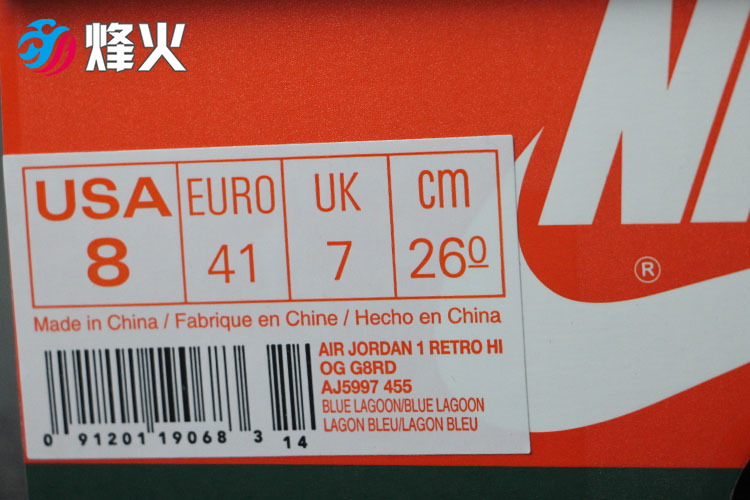 烽火
NI
®
USA EURO UK cm
8 41 7 26⁰
Made in China / Fabrique en Chine / Hecho en China
AIR JORDAN 1 RETRO HI
OG G8RD
AJ5997 455
BLUE LAGOON/BLUE LAGOON
LAGON BLEU/LAGON BLEU
0 91201 19068 3 14